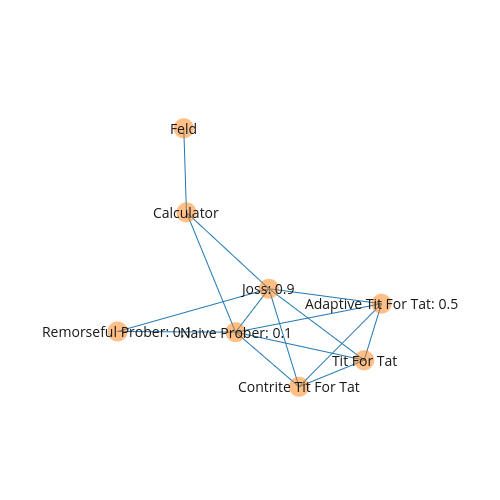 Feld
Calculator
Joss: 0.9
Adaptive Tit For Tat: 0.5
Remorseful Prober: 0.1
Naive Prober: 0.1
Tit For Tat
Contrite Tit For Tat